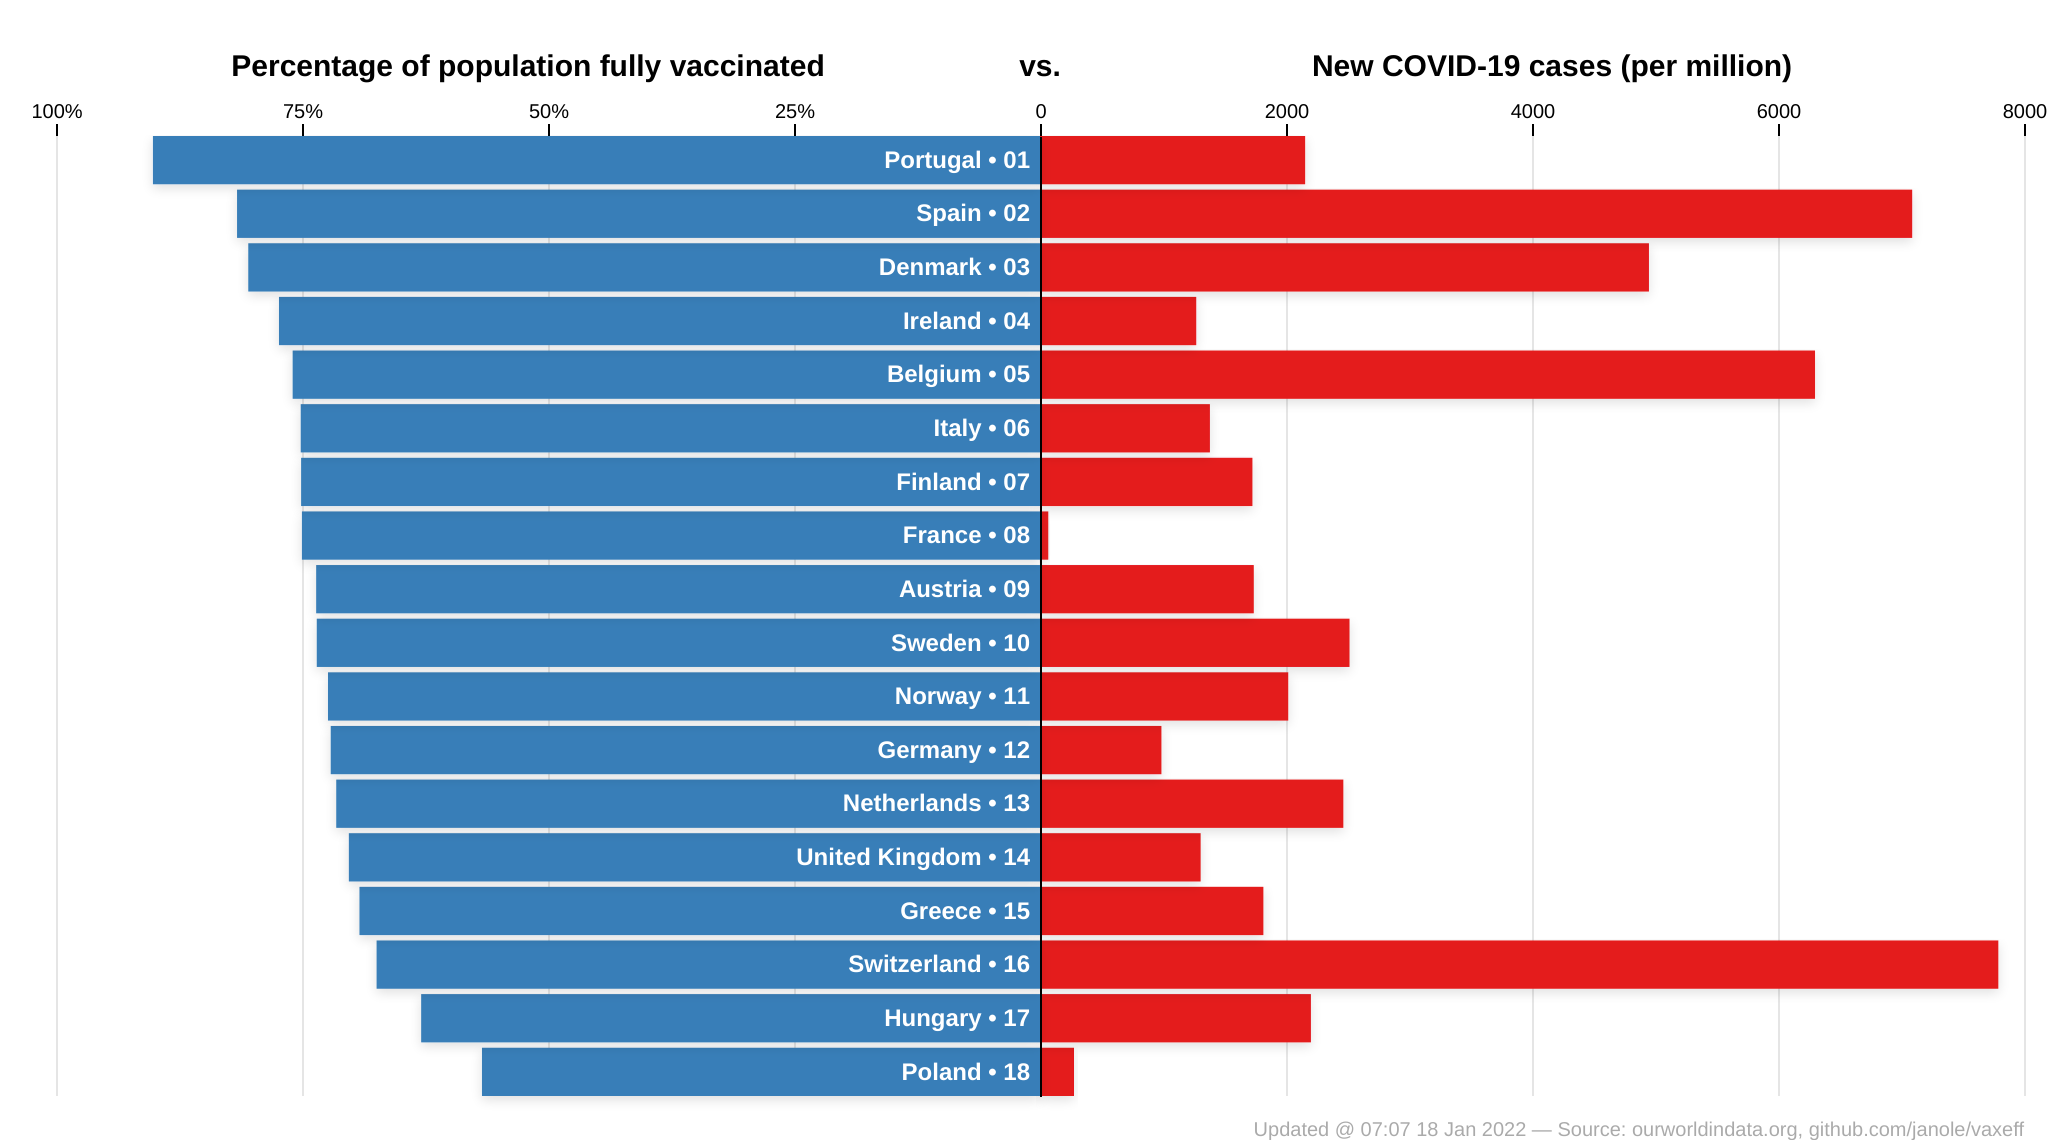 Percentage of population fully vaccinated vs. New COVID-19 cases (per million)
100% 75% 50% 25% 0 2000 4000 6000 8000
Portugal • 01
Spain • 02
Denmark • 03
Ireland • 04
Belgium • 05
Italy • 06
Finland • 07
France • 08
Austria • 09
Sweden • 10
Norway • 11
Germany • 12
Netherlands • 13
United Kingdom • 14
Greece • 15
Switzerland • 16
Hungary • 17
Poland • 18
Updated @ 07:07 18 Jan 2022 — Source: ourworldindata.org, github.com/janole/vaxeff